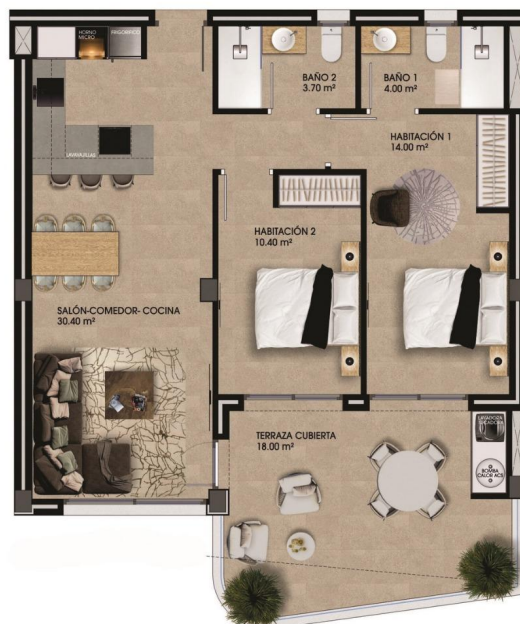 HORNO
MICRO
FRIGORÍFICO
LAVAVAJILLAS
BAÑO 2
3.70 m²
BAÑO 1
4.00 m²
HABITACIÓN 1
14.00 m²
HABITACIÓN 2
10.40 m²
SALÓN-COMEDOR- COCINA
30.40 m²
TERRAZA CUBIERTA
18.00 m²
LAVADORA
SECADORA
BOMBA
CALOR ACS